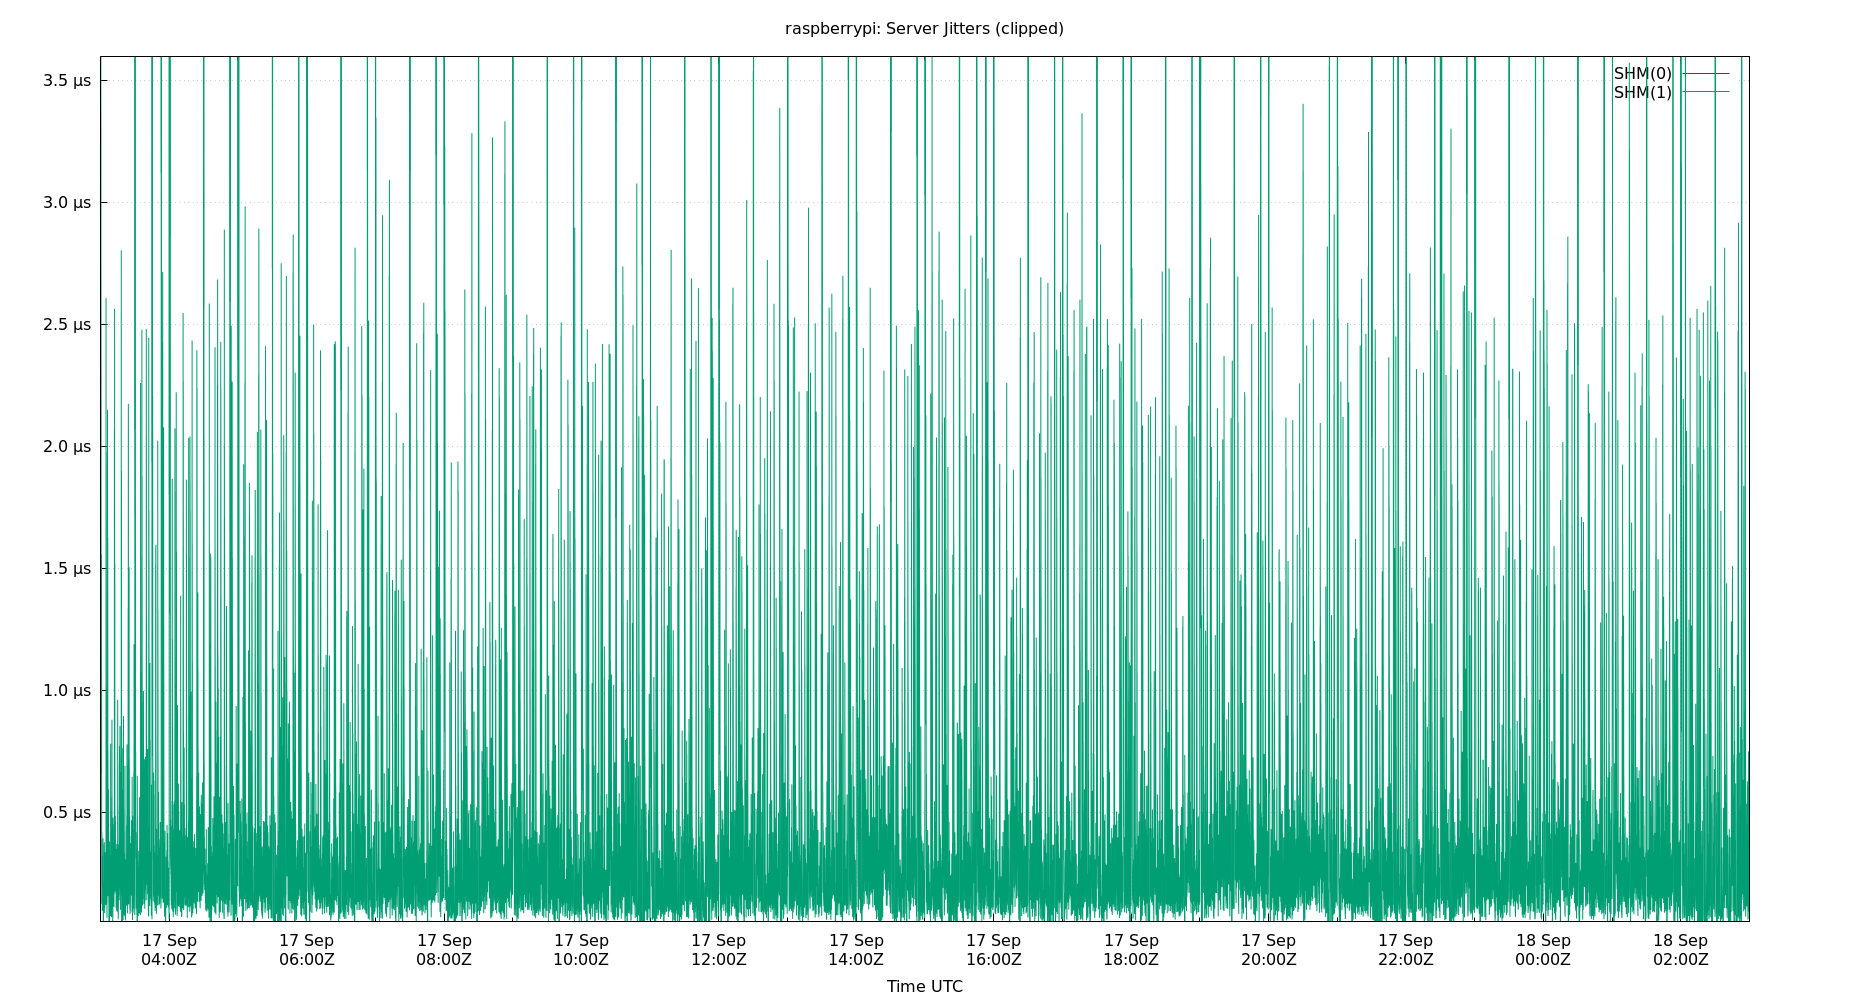 raspberrypi: Server Jitters (clipped)
SHM(0)
SHM(1)
3.5 µs
3.0 µs
2.5 µs
2.0 µs
1.5 µs
1.0 µs
0.5 µs
17 Sep 17 Sep 17 Sep 17 Sep 17 Sep 17 Sep 17 Sep 17 Sep 17 Sep 17 Sep 18 Sep 18 Sep
04:00Z 06:00Z 08:00Z 10:00Z 12:00Z 14:00Z 16:00Z 18:00Z 20:00Z 22:00Z 00:00Z 02:00Z
Time UTC